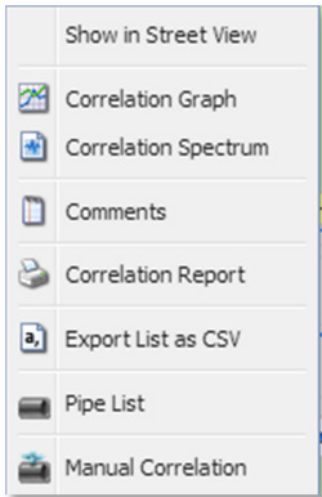 Show in Street View
Correlation Graph
Correlation Spectrum
Comments
Correlation Report
a,
Export List as CSV
Pipe List
Manual Correlation